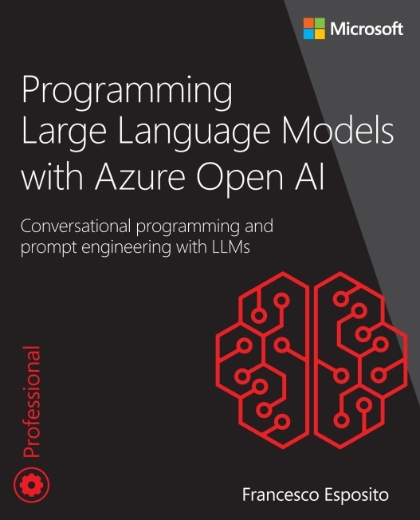 Microsoft
Programming
Large Language Models
with Azure Open AI
Conversational programming and
prompt engineering with LLMs
Professional
Francesco Esposito